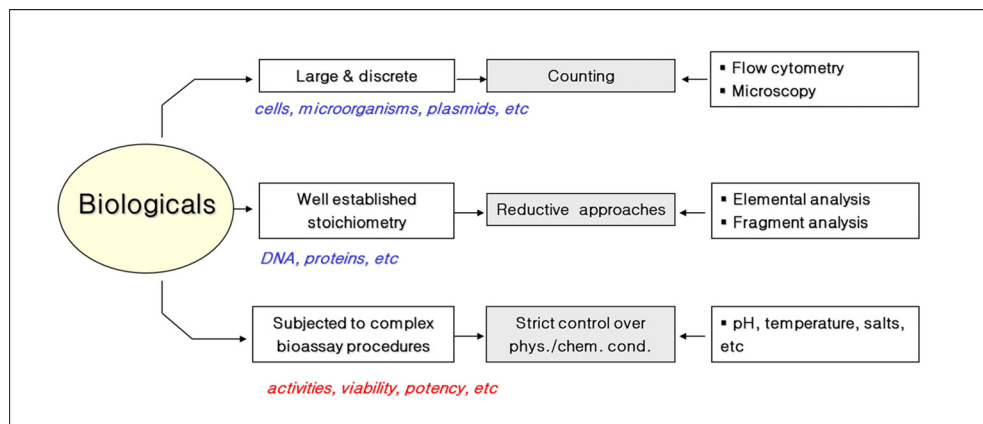 Biologicals
Large & discrete
cells, microorganisms, plasmids, etc
Counting
▪ Flow cytometry
▪ Microscopy
Well established
stoichiometry
DNA, proteins, etc
Reductive approaches
▪ Elemental analysis
▪ Fragment analysis
Subjected to complex
bioassay procedures
activities, viability, potency, etc
Strict control over
phys./chem. cond.
▪ pH, temperature, salts,
etc